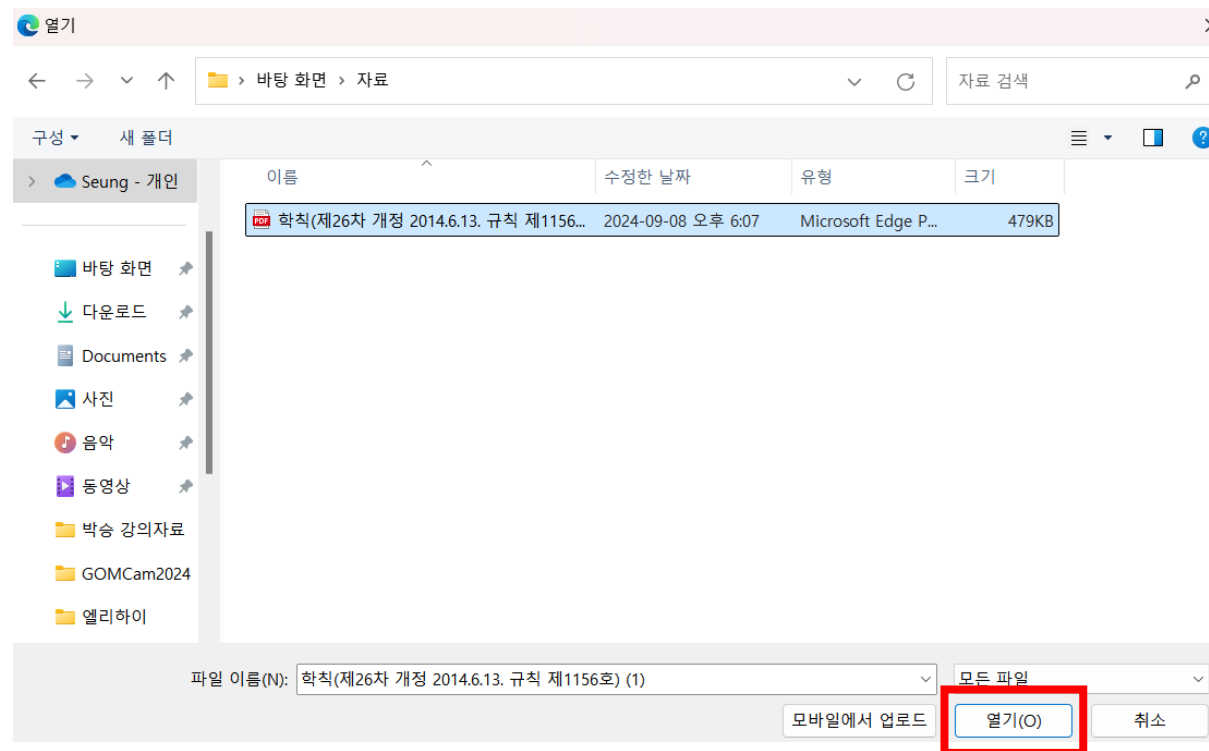 열기
바탕 화면 > 자료
자료 검색
구성 새 폴더
Seung - 개인
이름 수정한 날짜 유형 크기
학칙(제26차 개정 2014.6.13. 규칙 제1156... 2024-09-08 오후 6:07 Microsoft Edge P... 479KB
바탕 화면
다운로드
Documents
사진
음악
동영상
박승 강의자료
GOMCam2024
엘리하이
파일 이름(N): 학칙(제26차 개정 2014.6.13. 규칙 제1156호) (1) 모든 파일
모바일에서 업로드 열기(O) 취소